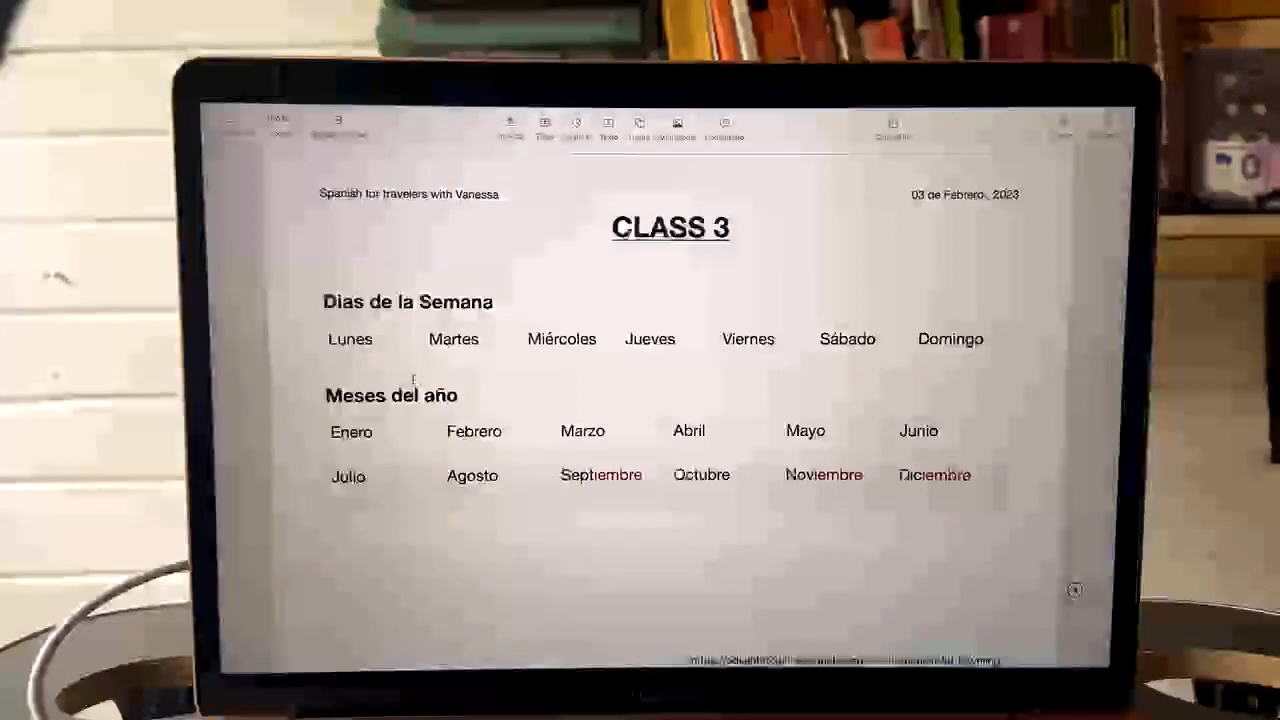 Spanish for travelers with Vanessa 03 de Febrero, 2023
CLASS 3
Dias de la Semana
Lunes Martes Miércoles Jueves Viernes Sábado Domingo
Meses del año
Enero Febrero Marzo Abril Mayo Junio
Julio Agosto Septiembre Octubre Noviembre Diciembre